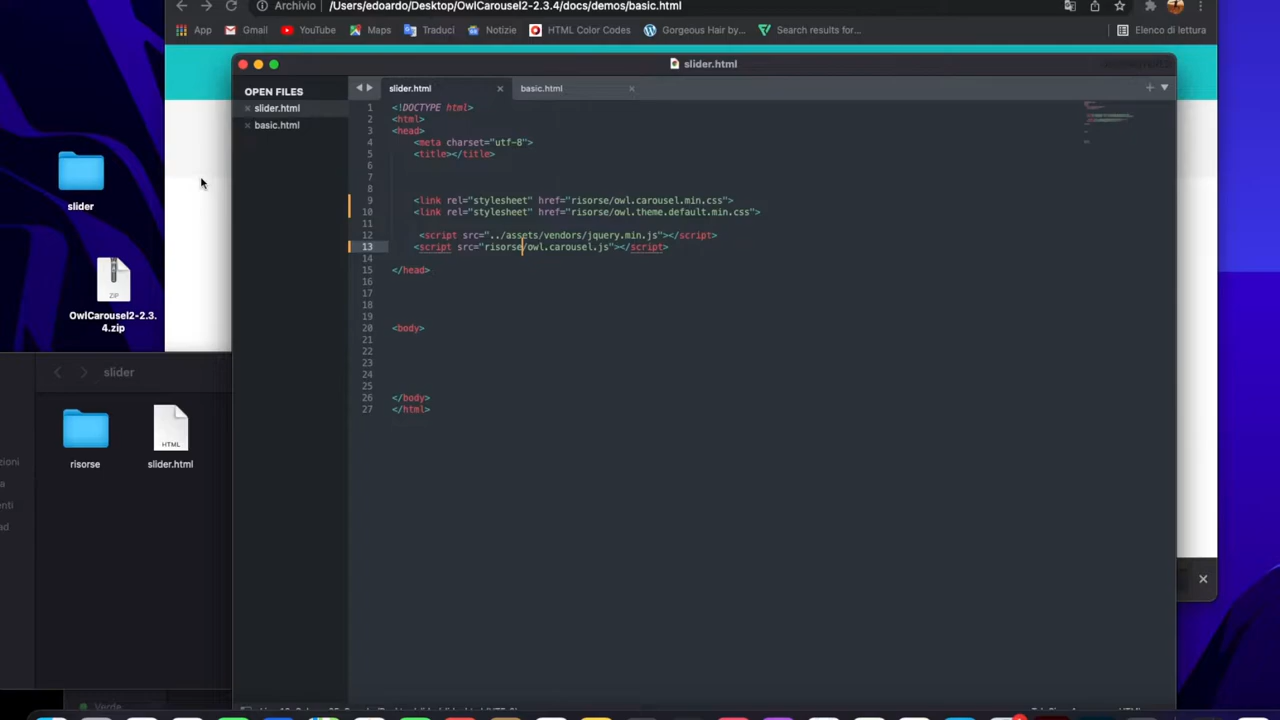 Archivio
/Users/edoardo/Desktop/OwlCarousel2-2.3.4/docs/demos/basic.html
App
Gmail
YouTube
Maps
Traduci
Notizie
HTML Color Codes
Gorgeous Hair by...
Search results for...
Elenco di lettura
slider.html
OPEN FILES
slider.html
basic.html
slider.html
basic.html
1 <!DOCTYPE html>
2 <html>
3 <head>
4 <meta charset="utf-8">
5 <title></title>
6
7
8
9 <link rel="stylesheet" href="risorse/owl.carousel.min.css">
10 <link rel="stylesheet" href="risorse/owl.theme.default.min.css">
11
12 <script src="../assets/vendors/jquery.min.js"></script>
13 <script src="risorse/owl.carousel.js"></script>
14
15 </head>
16
17
18
19
20 <body>
21
22
23
24
25
26 </body>
27 </html>
slider
ZIP
OwlCarousel2-2.3.
4.zip
slider
HTML
risorse
slider.html
zioni
a
enti
ad
Verde